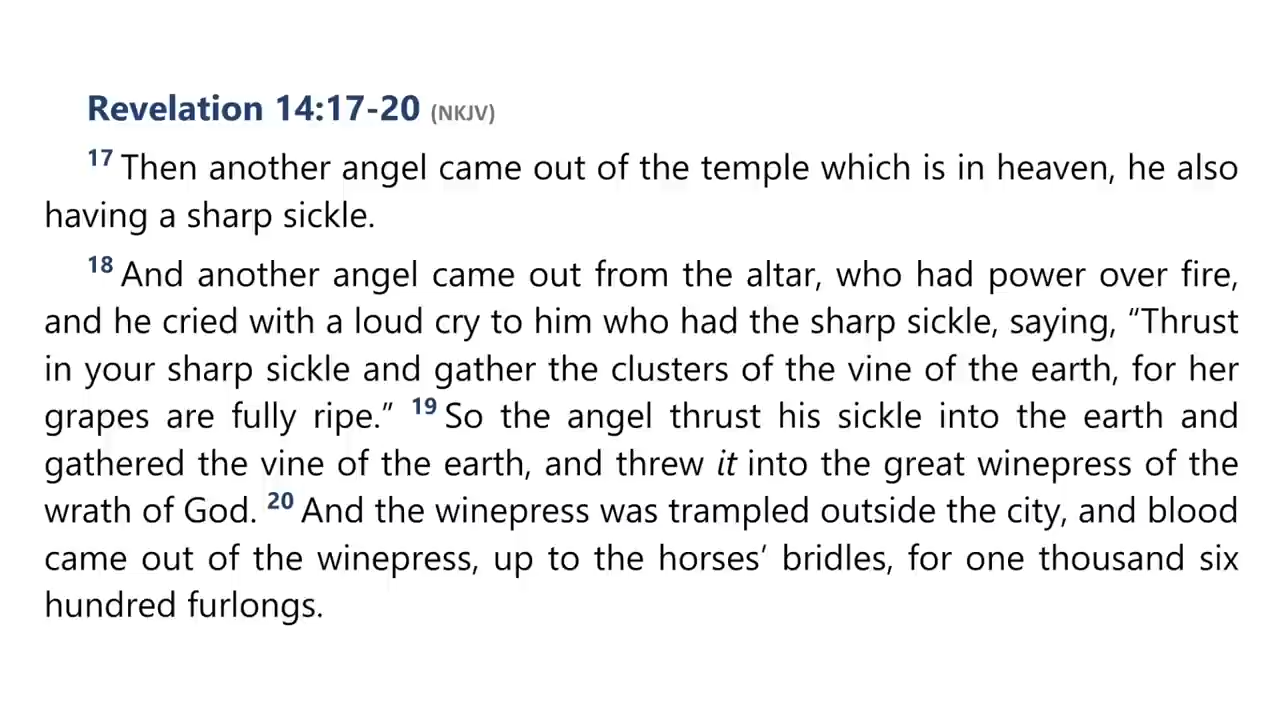 Revelation 14:17-20 (NKJV)
17 Then another angel came out of the temple which is in heaven, he also
having a sharp sickle.
18 And another angel came out from the altar, who had power over fire,
and he cried with a loud cry to him who had the sharp sickle, saying, “Thrust
in your sharp sickle and gather the clusters of the vine of the earth, for her
grapes are fully ripe.” 19 So the angel thrust his sickle into the earth and
gathered the vine of the earth, and threw it into the great winepress of the
wrath of God. 20 And the winepress was trampled outside the city, and blood
came out of the winepress, up to the horses’ bridles, for one thousand six
hundred furlongs.